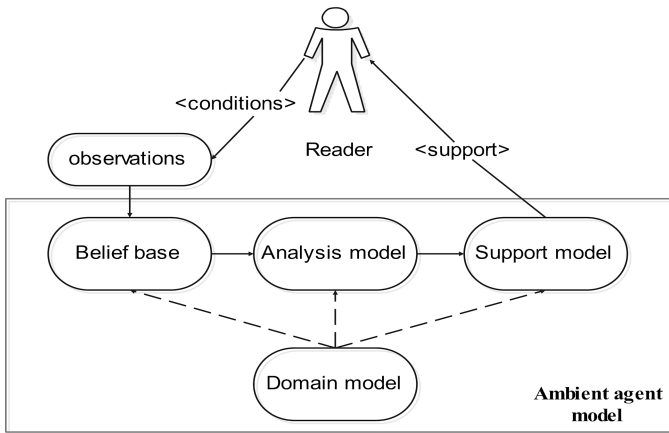 <conditions>
Reader
<support>
observations
Belief base
Analysis model
Support model
Domain model
Ambient agent
model